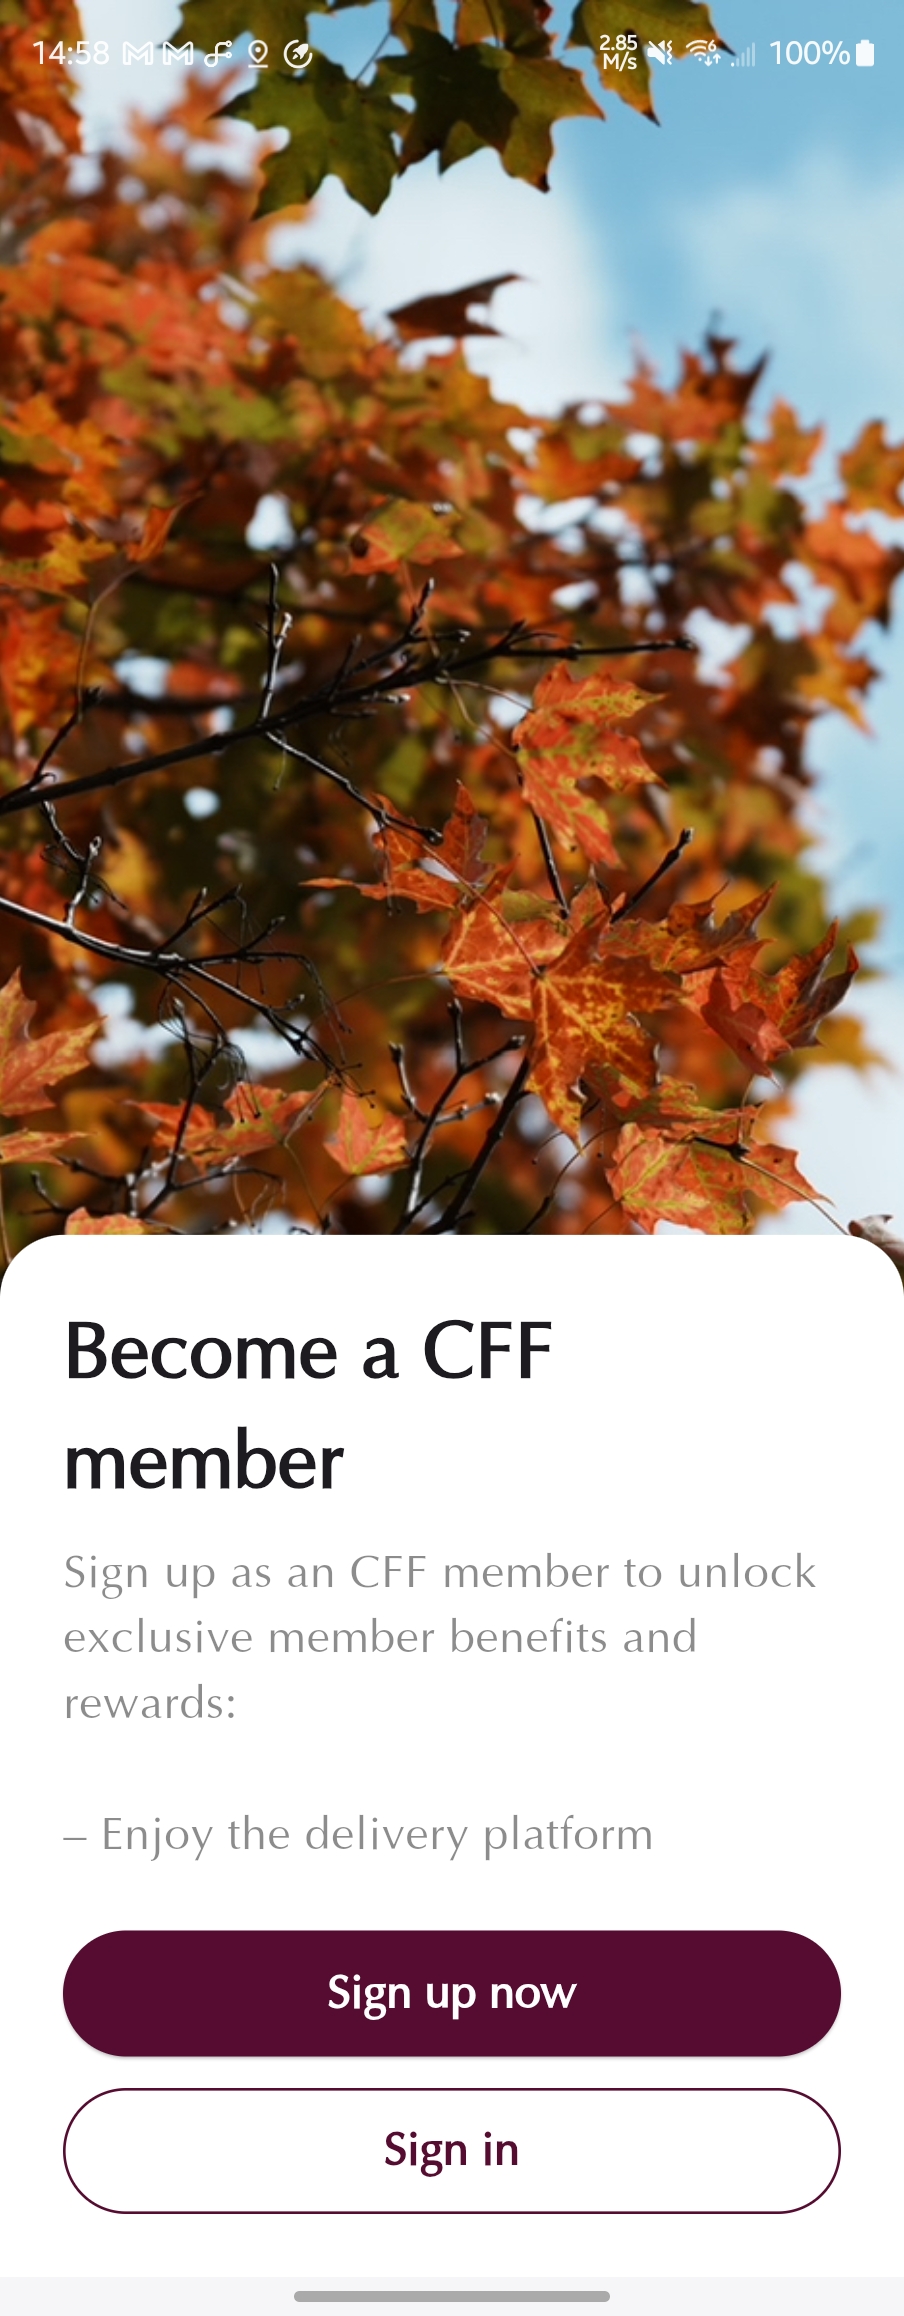 14:58
2.85
M/s
6
100%
Become a CFF
member
Sign up as an CFF member to unlock
exclusive member benefits and
rewards:
– Enjoy the delivery platform
Sign up now
Sign in